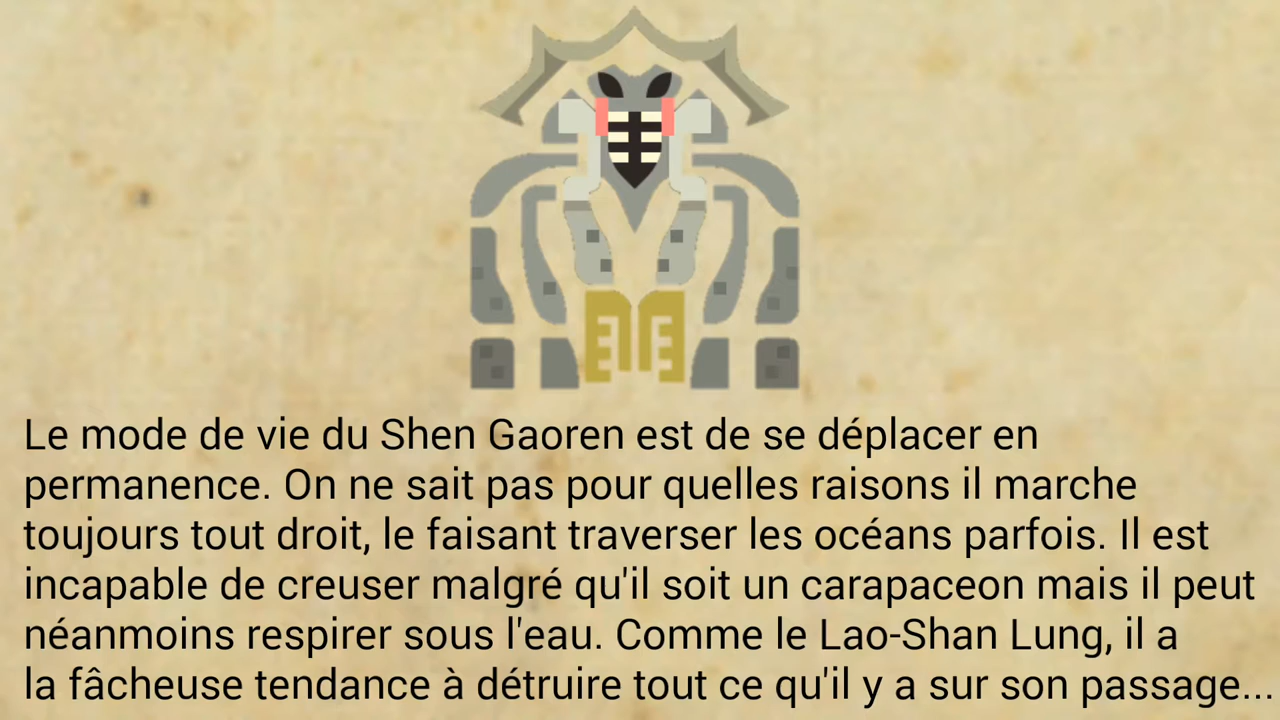 Le mode de vie du Shen Gaoren est de se déplacer en
permanence. On ne sait pas pour quelles raisons il marche
toujours tout droit, le faisant traverser les océans parfois. Il est
incapable de creuser malgré qu'il soit un carapaceon mais il peut
néanmoins respirer sous l'eau. Comme le Lao-Shan Lung, il a
la fâcheuse tendance à détruire tout ce qu'il y a sur son passage...